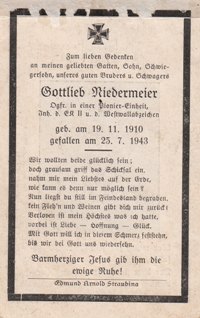 Zum lieben Gedenken
an meinen geliebten Gatten, Sohn, Schwie-
gersohn, unseres guten Bruders u. Schwagers
Gottlieb Niedermeier
Ogfr. in einer Pionier-Einheit,
Inh. d. EK II u. d. Westwallabzeichen
geb. am 19. 11. 1910
gefallen am 25. 7. 1943
Wir wollten beide glücklich sein;
doch grausam griff das Schicksal ein,
nahm mir mein Liebstes auf der Erde,
wie kann es denn nur möglich sein?
Nun liegst du still im Feindesland begraben,
kein Fleh'n und Weinen gibt dich mir zurück!
Verloren ist mein Höchstes was ich hatte,
vorbei ist Liebe — Hoffnung — Glück.
Mit Gott will ich in diesem Schmerz feststehn,
bis wir bei Gott uns wiedersehn.
Barmherziger Jesus gib ihm die
ewige Ruhe!
Edmund Arnold Straubing